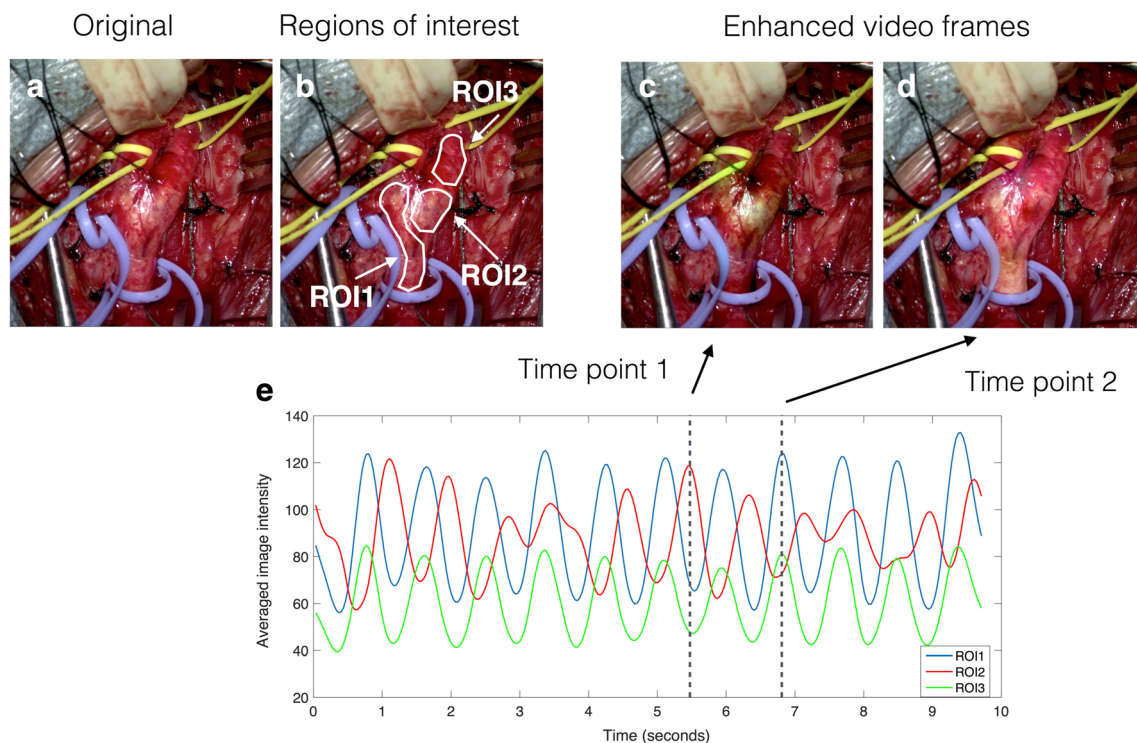 Original
Regions of interest
Enhanced video frames
a
b
ROI3
ROI2
ROI1
c
d
Time point 1
Time point 2
e
140
120
100
80
60
40
20
0
1
2
3
4
5
6
7
8
9
10
Averaged image intensity
Time (seconds)
ROI1
ROI2
ROI3